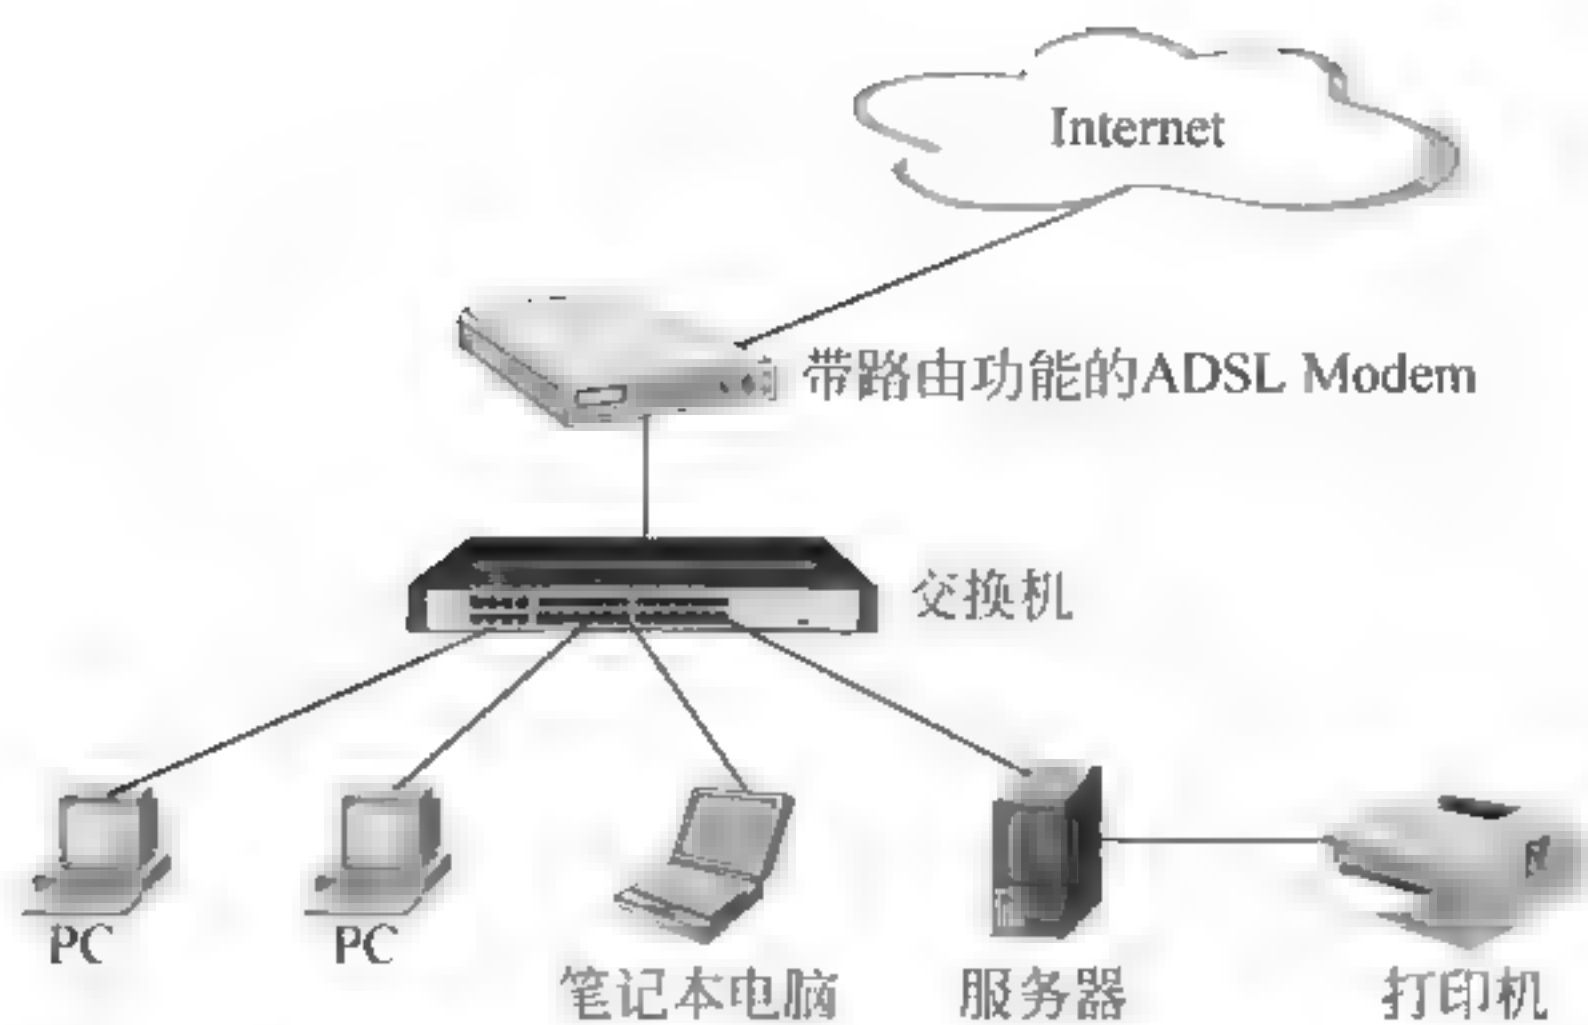 Internet
带路由功能的ADSL Modem
交换机
PC
PC
笔记本电脑
服务器
打印机